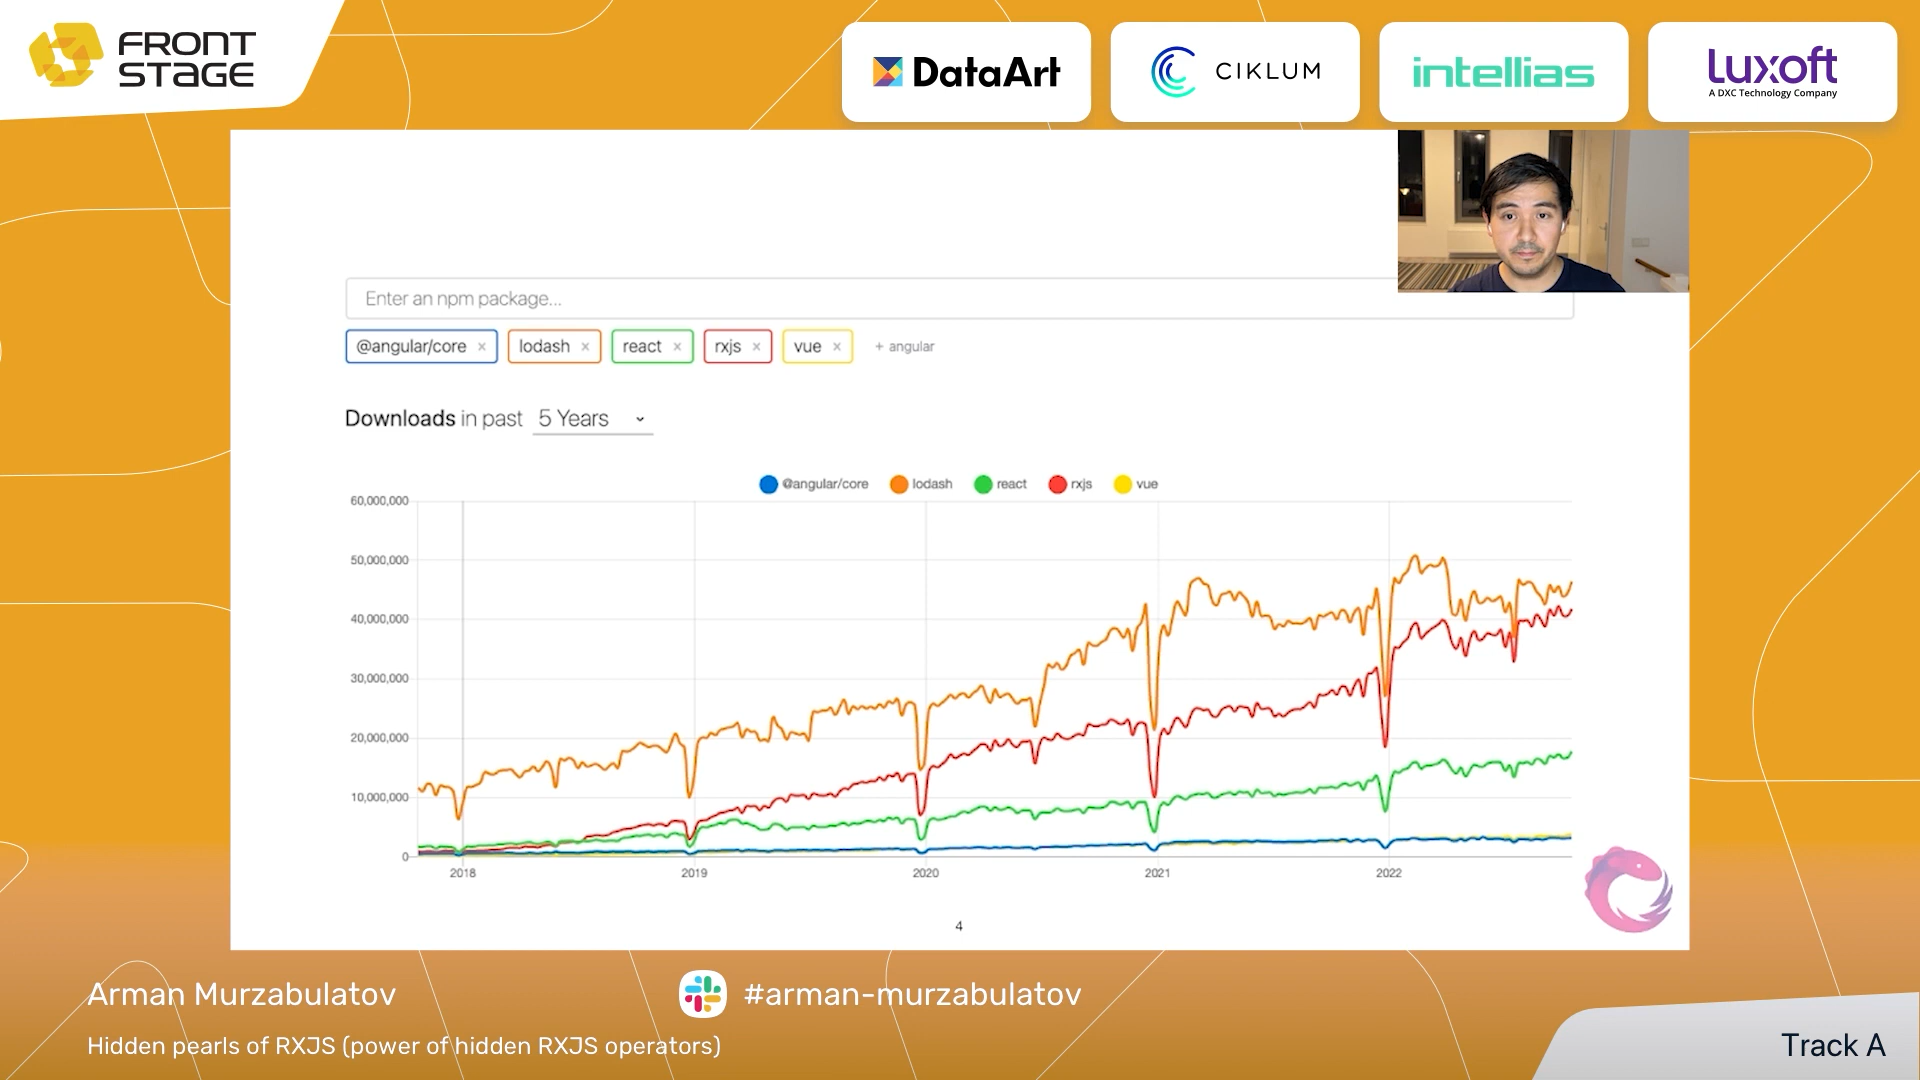 FRONT
STAGE
DataArt
CIKLUM
intellias
Luxoft
A DXC Technology Company
Enter an npm package...
@angular/core × lodash × react × rxjs × vue × + angular
Downloads in past 5 Years
@angular/core lodash react rxjs vue
60,000,000
50,000,000
40,000,000
30,000,000
20,000,000
10,000,000
0
2018 2019 2020 2021 2022
4
Arman Murzabulatov
#arman-murzabulatov
Hidden pearls of RXJS (power of hidden RXJS operators)
Track A